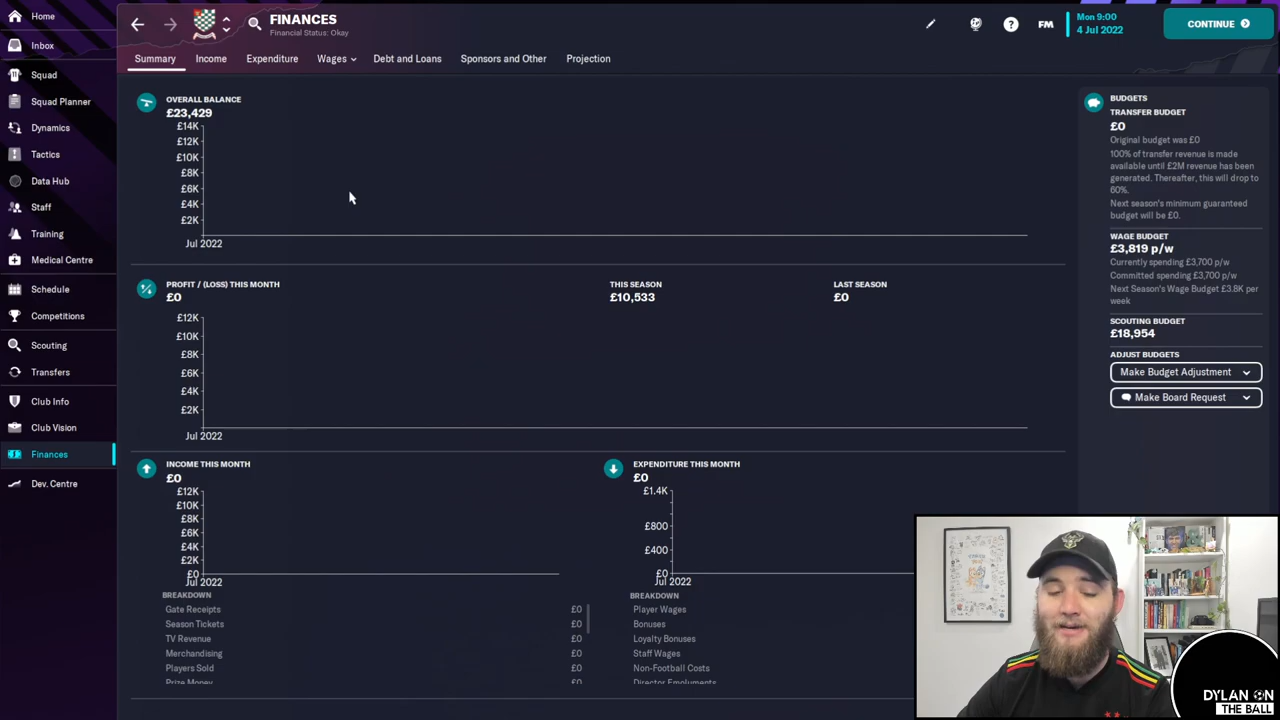 Home
Inbox
Squad
Squad Planner
Dynamics
Tactics
Data Hub
Staff
Training
Medical Centre
Schedule
Competitions
Scouting
Transfers
Club Info
Club Vision
Finances
Dev. Centre
FINANCES
Financial Status: Okay
FM
Mon 9:00
4 Jul 2022
CONTINUE
Summary
Income
Expenditure
Wages
Debt and Loans
Sponsors and Other
Projection
OVERALL BALANCE
£23,429
£14K
£12K
£10K
£8K
£6K
£4K
£2K
Jul 2022
PROFIT / (LOSS) THIS MONTH
£0
THIS SEASON
£10,533
LAST SEASON
£0
£12K
£10K
£8K
£6K
£4K
£2K
Jul 2022
INCOME THIS MONTH
£0
£12K
£10K
£8K
£6K
£4K
£2K
£0
Jul 2022
BREAKDOWN
Gate Receipts £0
Season Tickets £0
TV Revenue £0
Merchandising £0
Players Sold £0
Prize Money £0
EXPENDITURE THIS MONTH
£0
£1.4K
£800
£400
£0
Jul 2022
BREAKDOWN
Player Wages
Bonuses
Loyalty Bonuses
Staff Wages
Non-Football Costs
Director Emoluments
BUDGETS
TRANSFER BUDGET
£0
Original budget was £0
100% of transfer revenue is made
available until £2M revenue has been
generated. Thereafter, this will drop to
60%.
Next season's minimum guaranteed
budget will be £0.
WAGE BUDGET
£3,819 p/w
Currently spending £3,700 p/w
Committed spending £3,700 p/w
Next Season's Wage Budget £3.8K per
week
SCOUTING BUDGET
£18,954
ADJUST BUDGETS
Make Budget Adjustment
Make Board Request
DYLAN ON
THE BALL